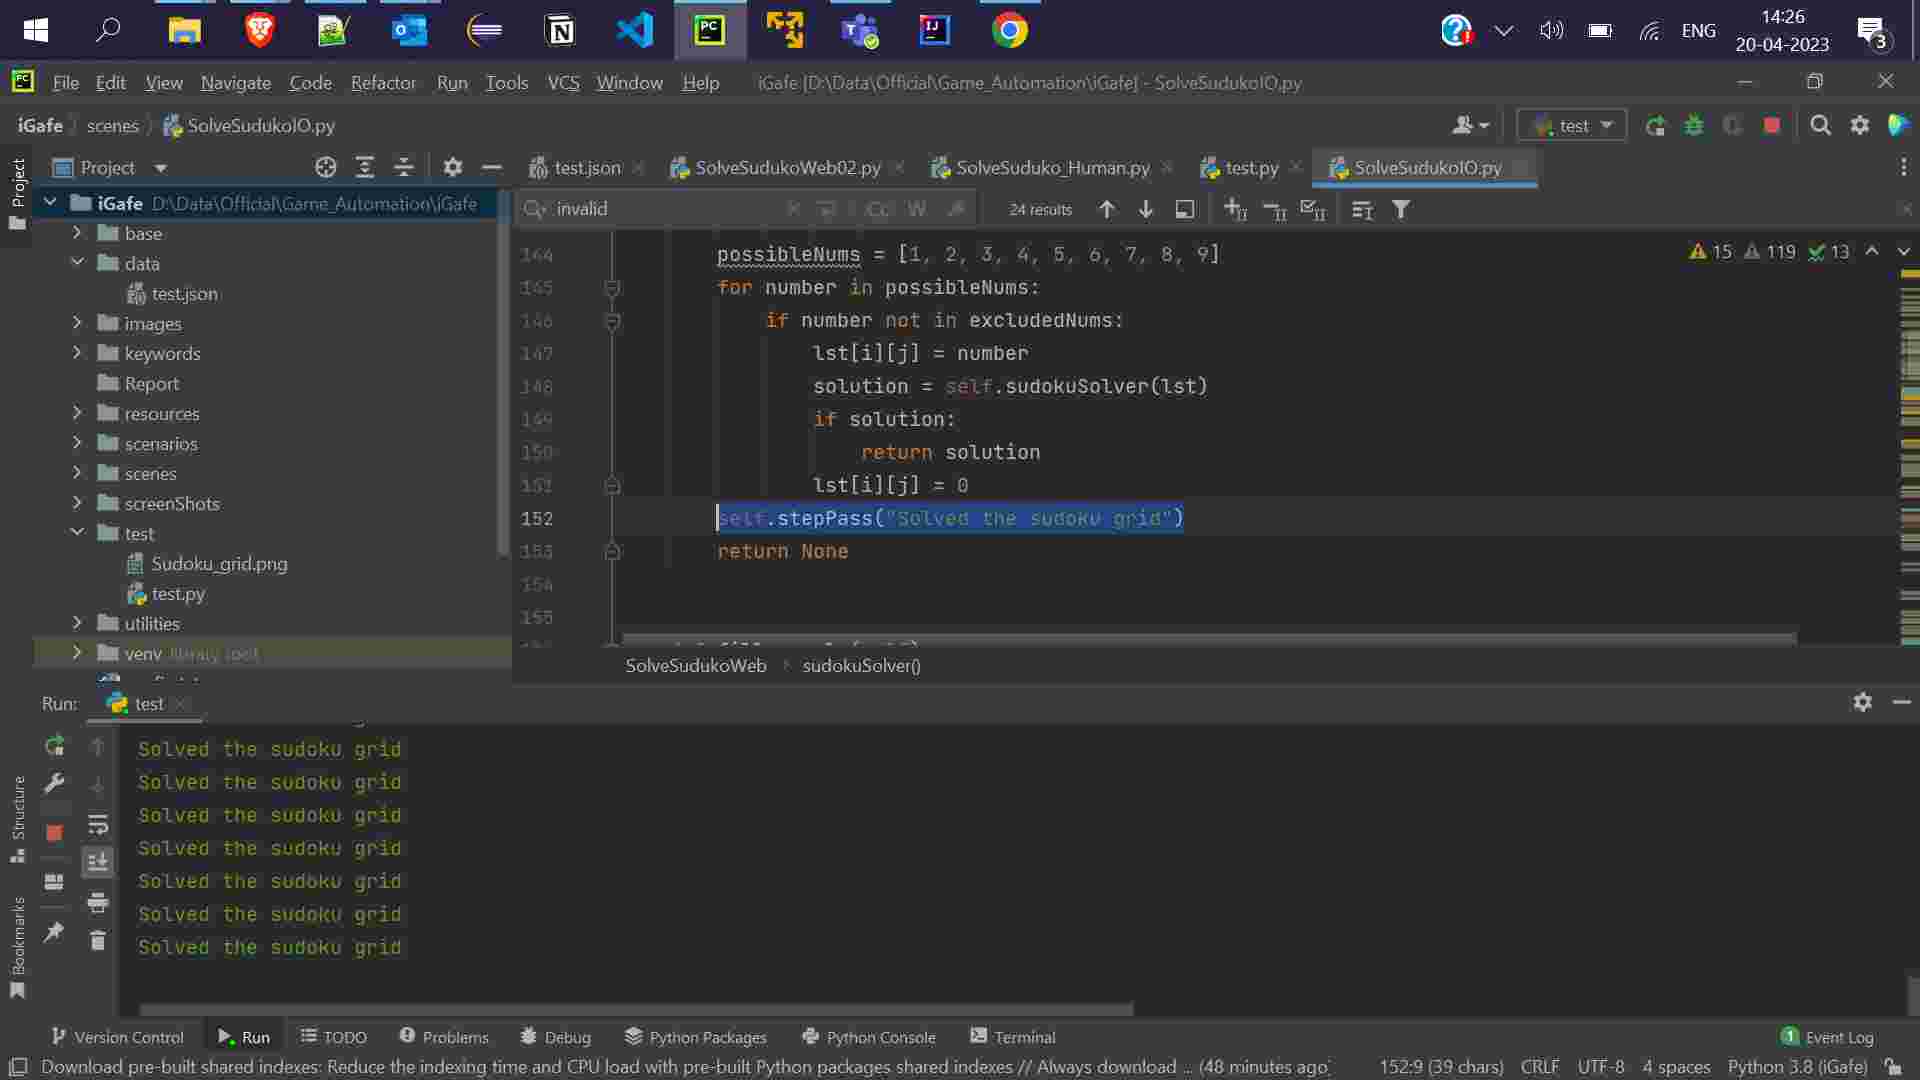 ENG
14:26
20-04-2023
3
File Edit View Navigate Code Refactor Run Tools VCS Window Help iGafe [D:\Data\Official\Game_Automation\iGafe] - SolveSudukoIO.py
iGafe scenes SolveSudukoIO.py
test
Project
test.json SolveSudukoWeb02.py SolveSuduko_Human.py test.py SolveSudukoIO.py
Project
iGafe D:\Data\Official\Game_Automation\iGafe
invalid
Cc W
24 results
base
data
test.json
images
keywords
Report
resources
scenarios
scenes
screenShots
test
Sudoku_grid.png
test.py
utilities
venv library root
15 119 13
144 possibleNums = [1, 2, 3, 4, 5, 6, 7, 8, 9]
145 for number in possibleNums:
146 if number not in excludedNums:
147 lst[i][j] = number
148 solution = self.sudokuSolver(lst)
149 if solution:
150 return solution
151 lst[i][j] = 0
152 self.stepPass("Solved the sudoku grid")
153 return None
154
155
SolveSudukoWeb sudokuSolver()
Run: test
Solved the sudoku grid
Solved the sudoku grid
Solved the sudoku grid
Solved the sudoku grid
Solved the sudoku grid
Solved the sudoku grid
Solved the sudoku grid
Structure
Bookmarks
Version Control Run TODO Problems Debug Python Packages Python Console Terminal 1 Event Log
Download pre-built shared indexes: Reduce the indexing time and CPU load with pre-built Python packages shared indexes // Always download ... (48 minutes ago) 152:9 (39 chars) CRLF UTF-8 4 spaces Python 3.8 (iGafe)